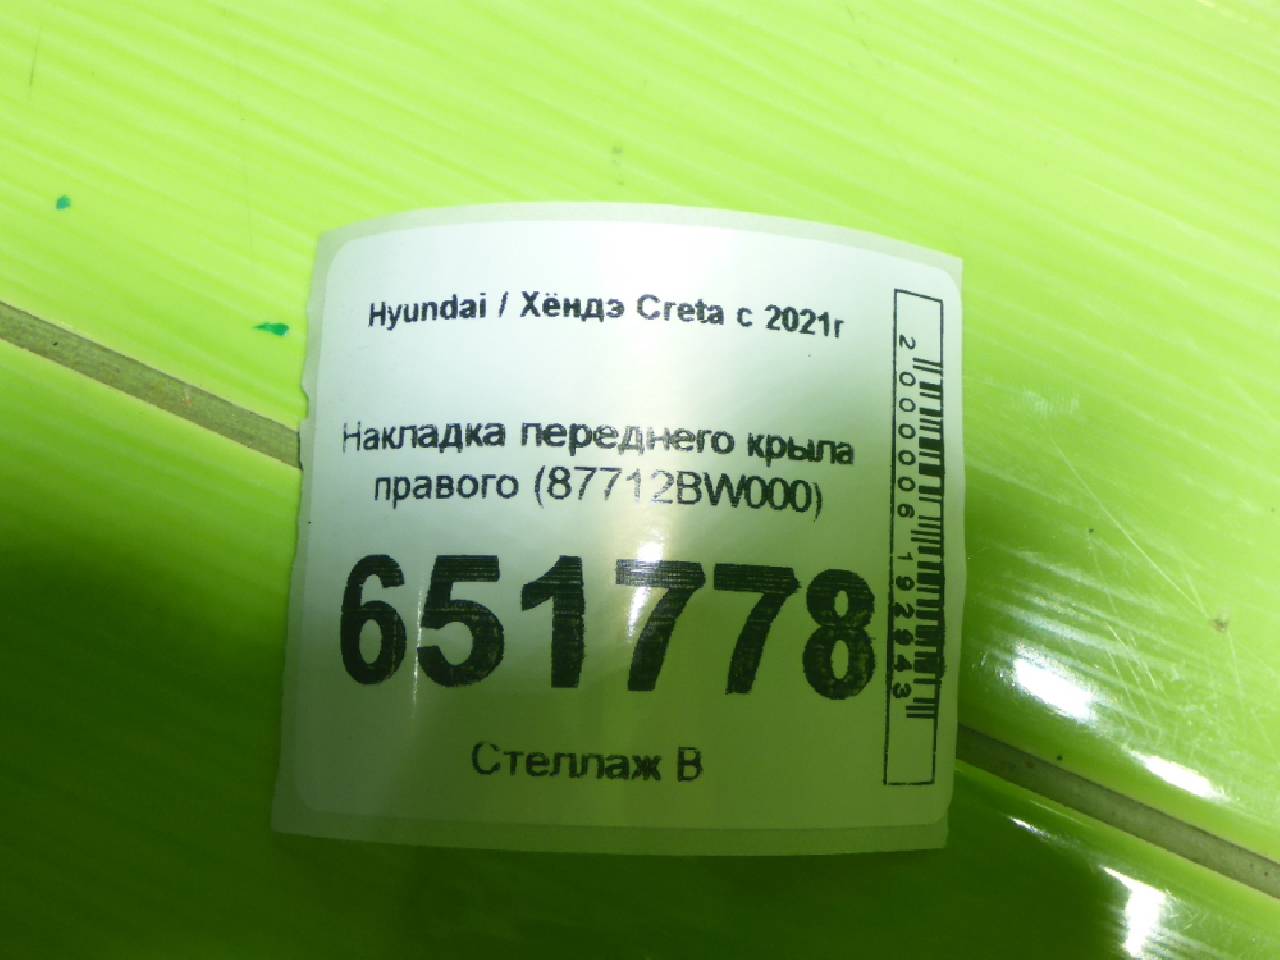 Hyundai / Хёндэ Creta с 2021г
Накладка переднего крыла
правого (87712BW000)
651778
Стеллаж В
2000006192943